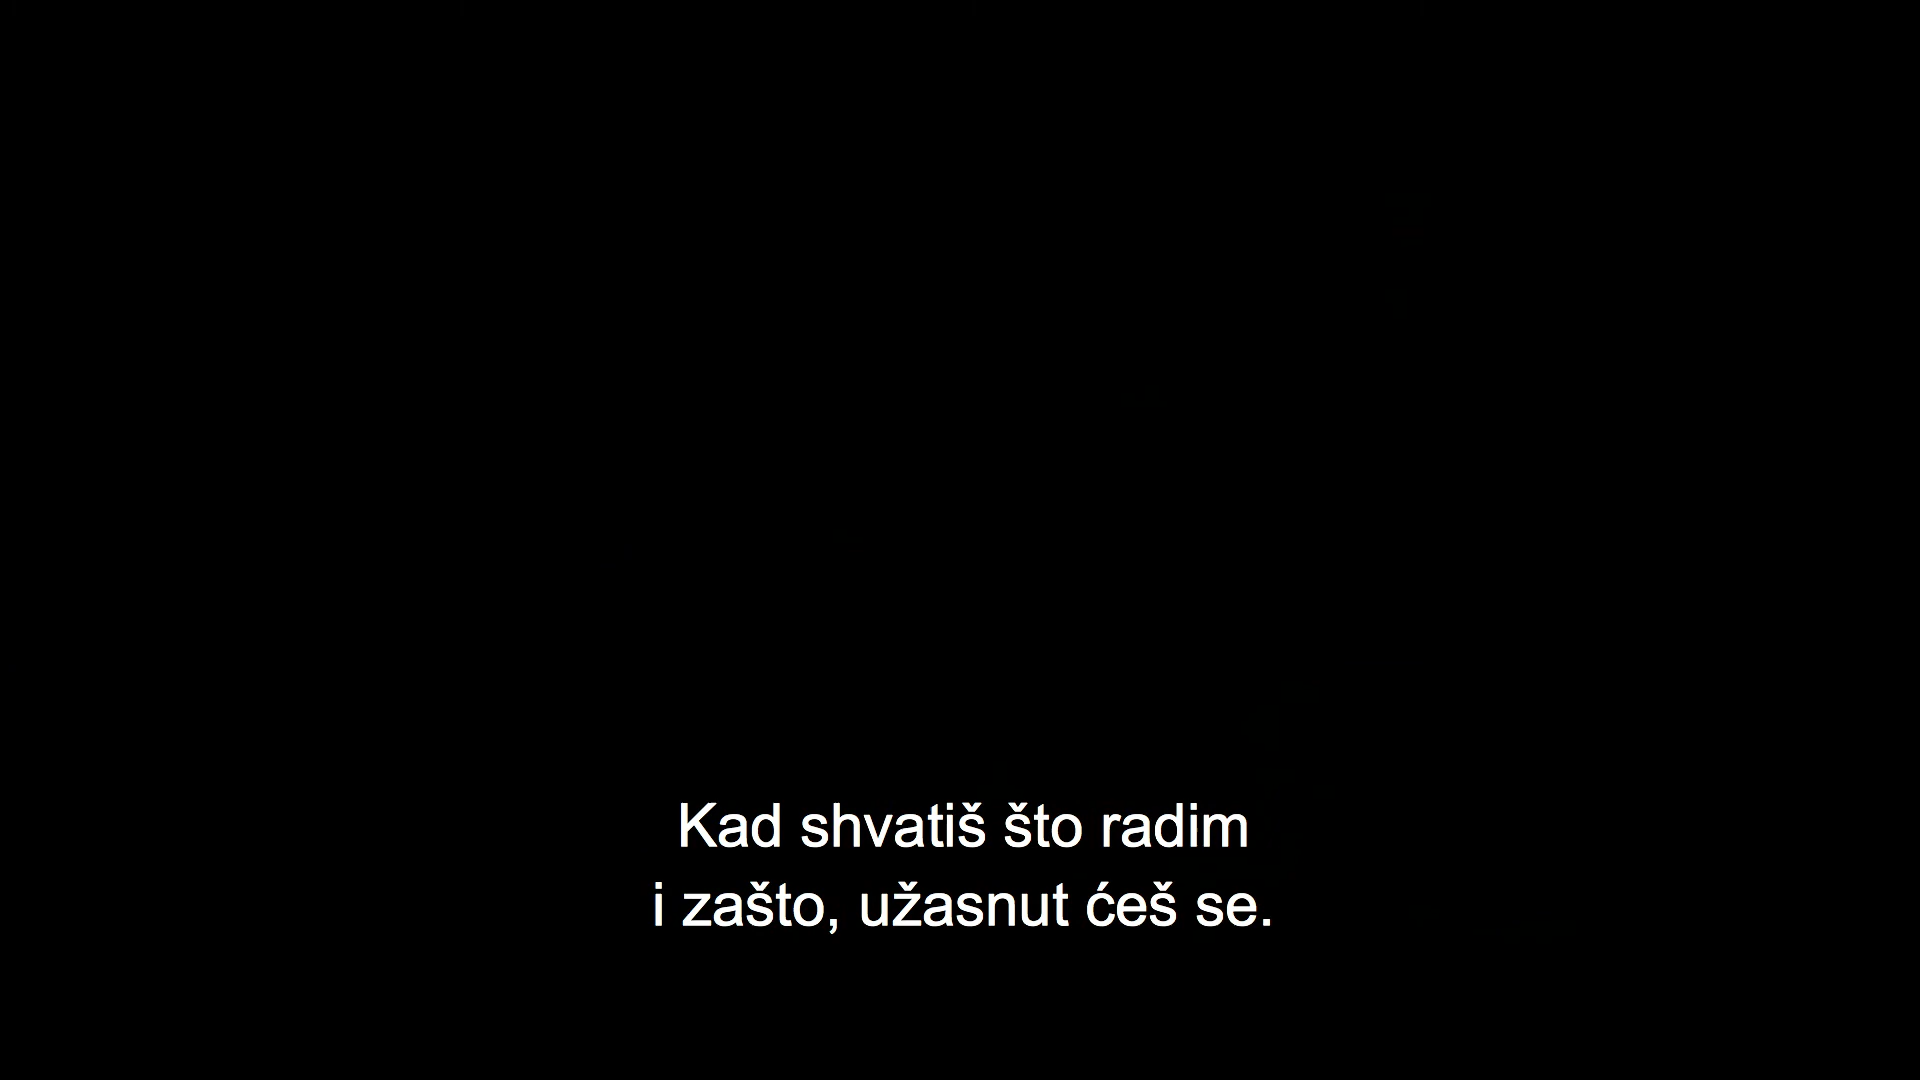 Kad shvatiš što radim
i zašto, užasnut ćeš se.